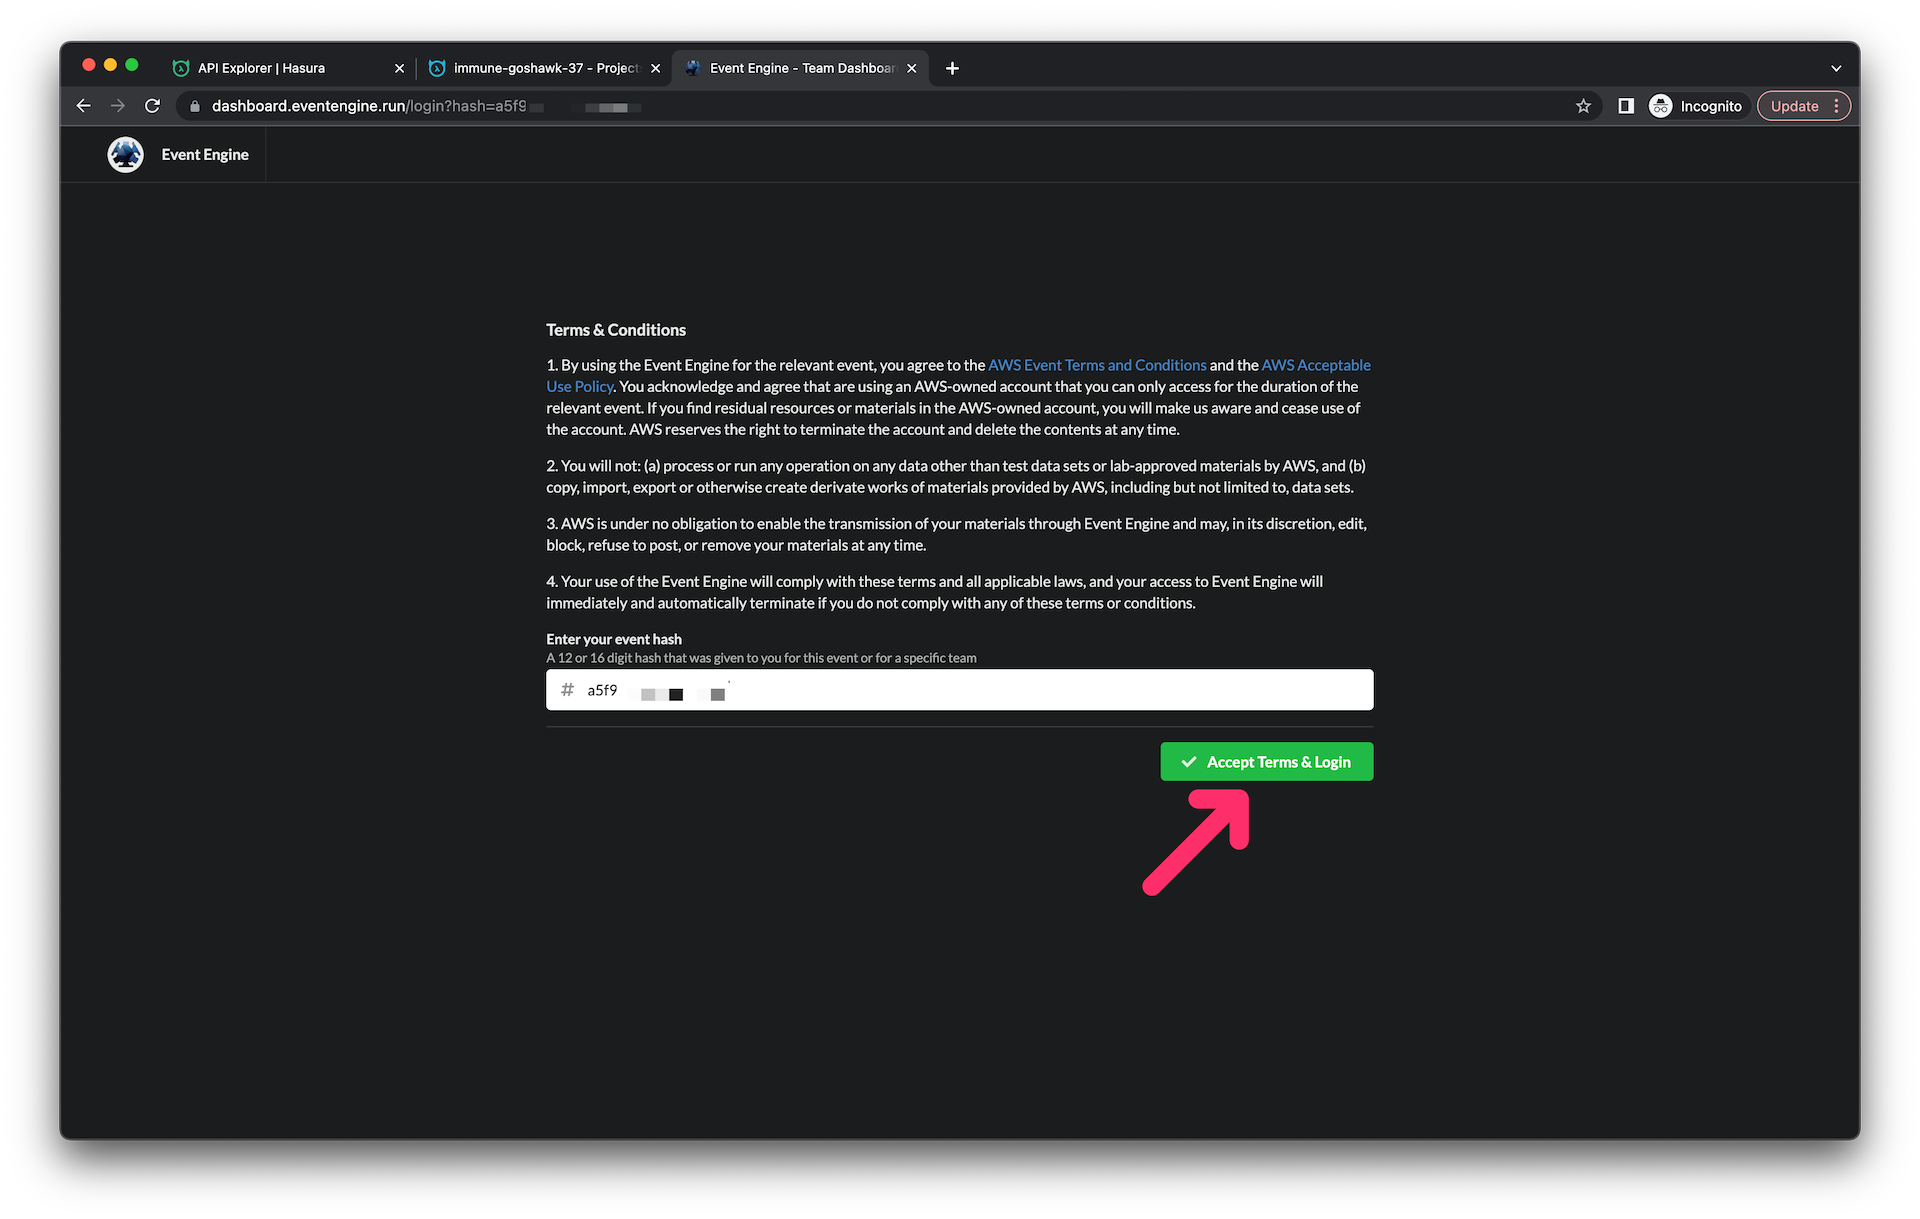 API Explorer | Hasura
immune-goshawk-37 - Project
Event Engine - Team Dashboar
dashboard.eventengine.run/login?hash=a5f9
Incognito
Update
Event Engine
Terms & Conditions
1. By using the Event Engine for the relevant event, you agree to the AWS Event Terms and Conditions and the AWS Acceptable
Use Policy. You acknowledge and agree that are using an AWS-owned account that you can only access for the duration of the
relevant event. If you find residual resources or materials in the AWS-owned account, you will make us aware and cease use of
the account. AWS reserves the right to terminate the account and delete the contents at any time.
2. You will not: (a) process or run any operation on any data other than test data sets or lab-approved materials by AWS, and (b)
copy, import, export or otherwise create derivate works of materials provided by AWS, including but not limited to, data sets.
3. AWS is under no obligation to enable the transmission of your materials through Event Engine and may, in its discretion, edit,
block, refuse to post, or remove your materials at any time.
4. Your use of the Event Engine will comply with these terms and all applicable laws, and your access to Event Engine will
immediately and automatically terminate if you do not comply with any of these terms or conditions.
Enter your event hash
A 12 or 16 digit hash that was given to you for this event or for a specific team
# a5f9
Accept Terms & Login